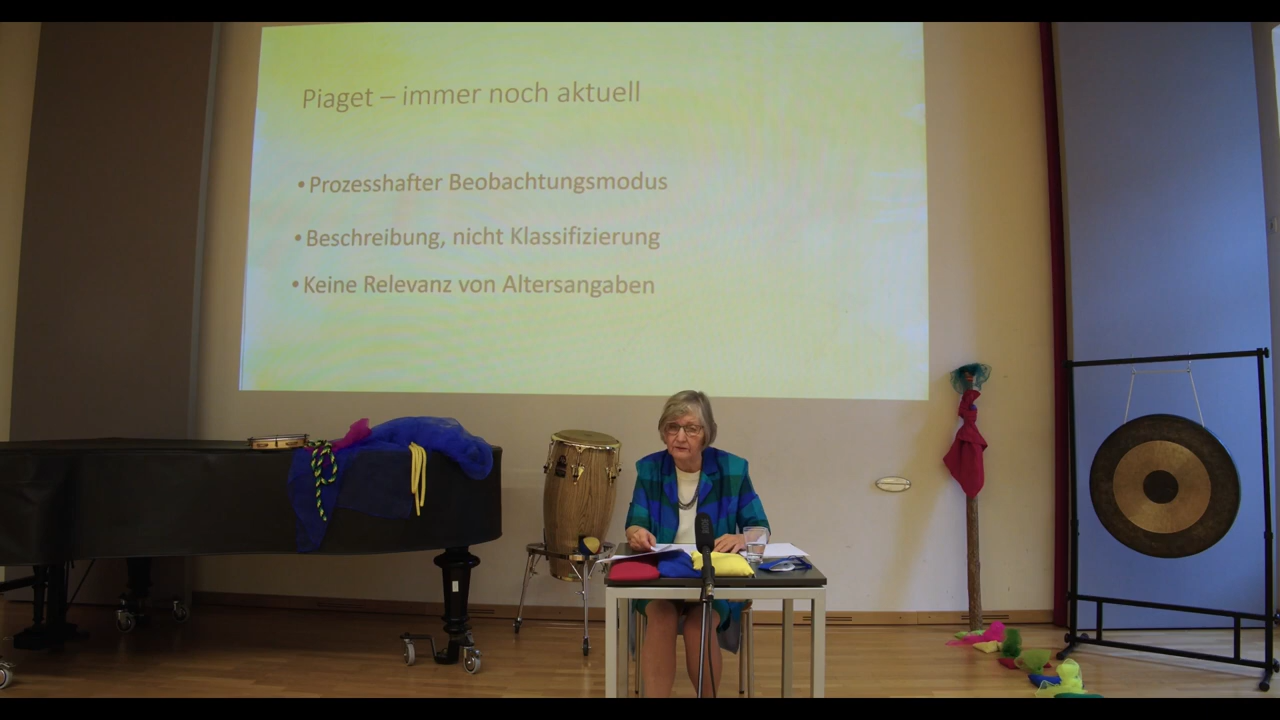 Piaget – immer noch aktuell
• Prozesshafter Beobachtungsmodus
• Beschreibung, nicht Klassifizierung
• Keine Relevanz von Altersangaben